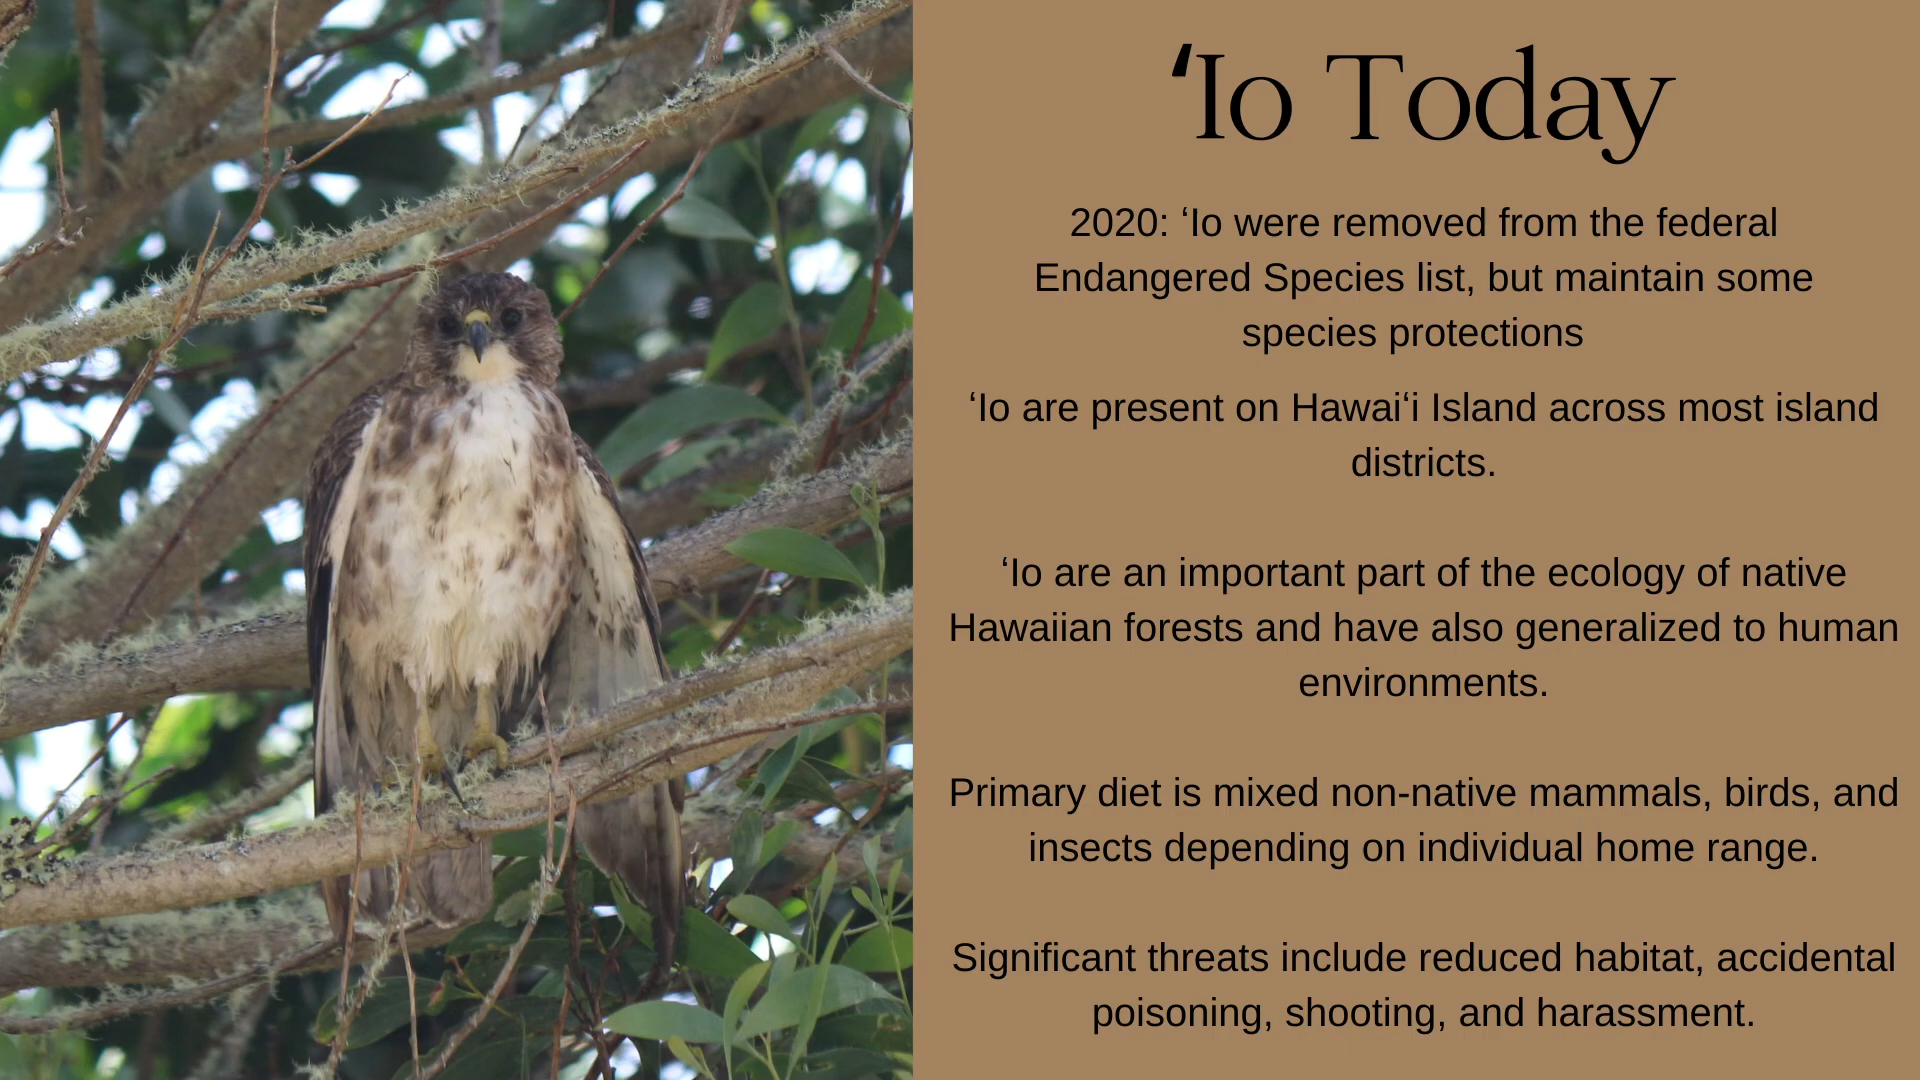 ʻIo Today
2020: ʻIo were removed from the federal
Endangered Species list, but maintain some
species protections
ʻIo are present on Hawaiʻi Island across most island
districts.
ʻIo are an important part of the ecology of native
Hawaiian forests and have also generalized to human
environments.
Primary diet is mixed non-native mammals, birds, and
insects depending on individual home range.
Significant threats include reduced habitat, accidental
poisoning, shooting, and harassment.